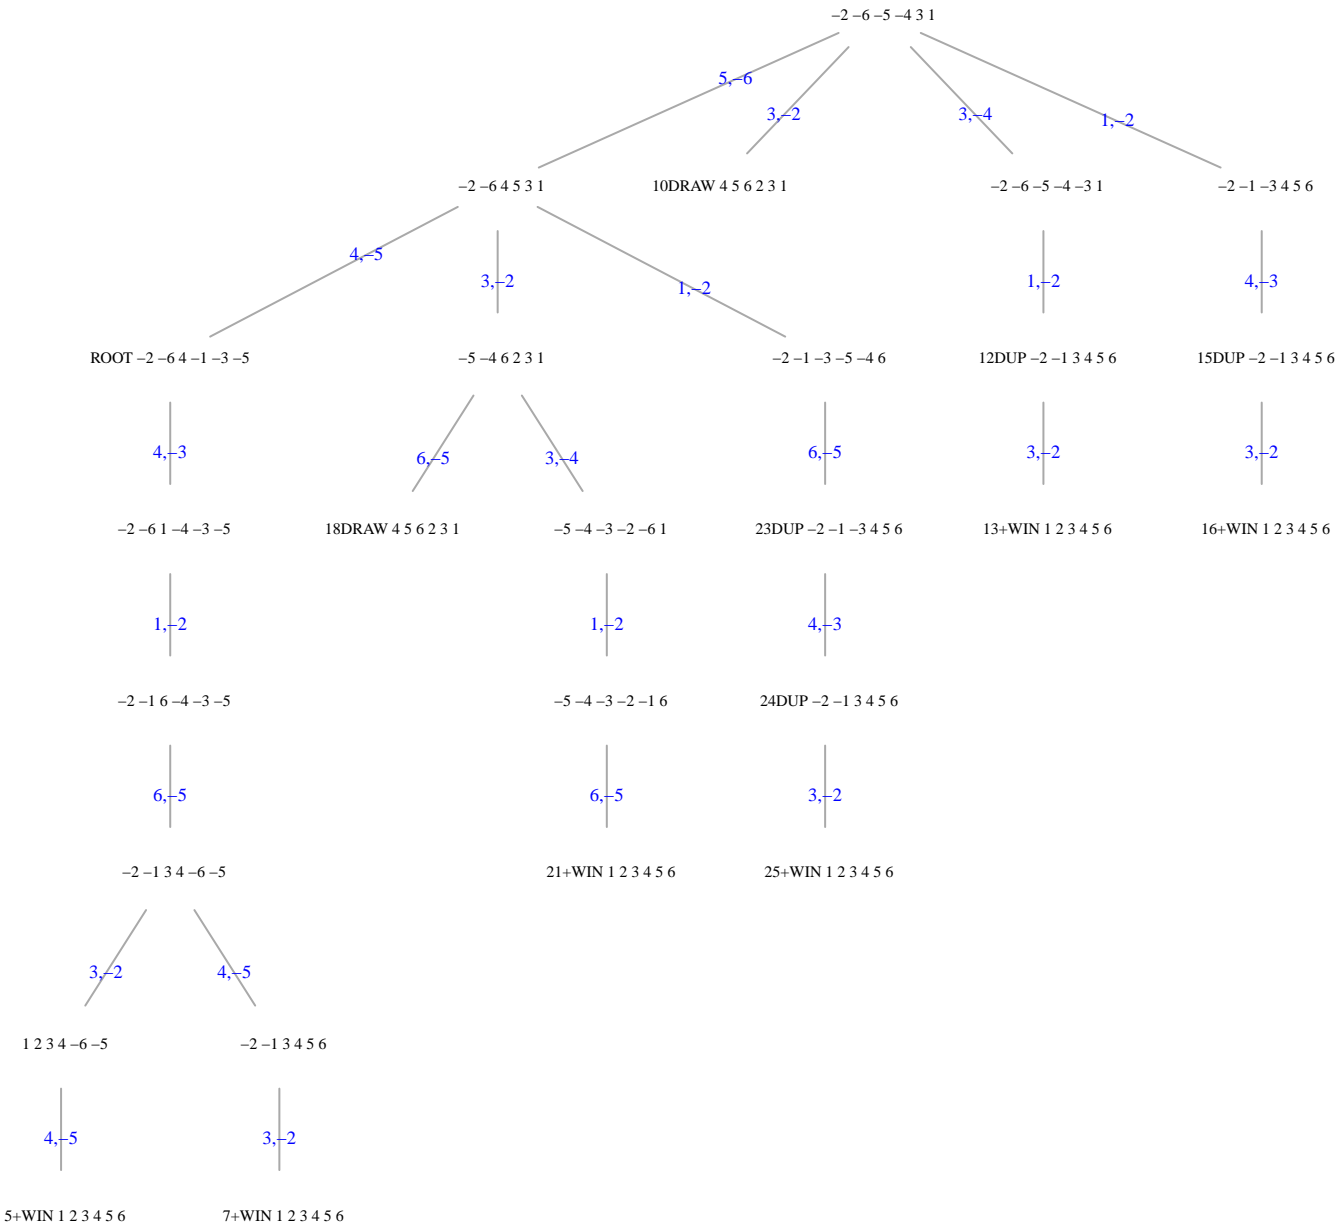 −2 −6 −5 −4 3 1
5,−6
3,−2
3,−4
1,−2
−2 −6 4 5 3 1
10DRAW 4 5 6 2 3 1
−2 −6 −5 −4 −3 1
−2 −1 −3 4 5 6
4,−5
3,−2
1,−2
1,−2
4,−3
ROOT −2 −6 4 −1 −3 −5
−5 −4 6 2 3 1
−2 −1 −3 −5 −4 6
12DUP −2 −1 3 4 5 6
15DUP −2 −1 3 4 5 6
4,−3
6,−5
3,−4
6,−5
3,−2
3,−2
−2 −6 1 −4 −3 −5
18DRAW 4 5 6 2 3 1
−5 −4 −3 −2 −6 1
23DUP −2 −1 −3 4 5 6
13+WIN 1 2 3 4 5 6
16+WIN 1 2 3 4 5 6
1,−2
1,−2
4,−3
−2 −1 6 −4 −3 −5
−5 −4 −3 −2 −1 6
24DUP −2 −1 3 4 5 6
6,−5
6,−5
3,−2
−2 −1 3 4 −6 −5
21+WIN 1 2 3 4 5 6
25+WIN 1 2 3 4 5 6
3,−2
4,−5
1 2 3 4 −6 −5
−2 −1 3 4 5 6
4,−5
3,−2
5+WIN 1 2 3 4 5 6
7+WIN 1 2 3 4 5 6